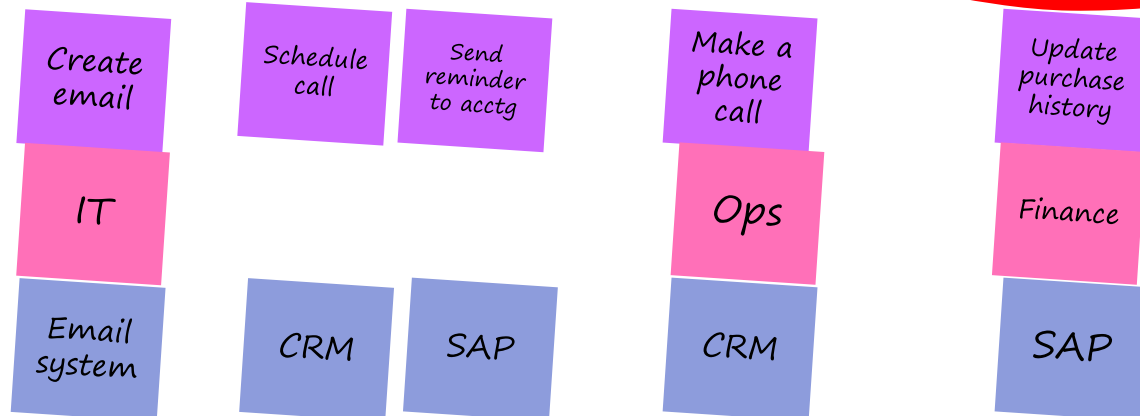 Create
email
Schedule
call
Send
reminder
to acctg
Make a
phone
call
Update
purchase
history
IT
Ops
Finance
Email
system
CRM
SAP
CRM
SAP